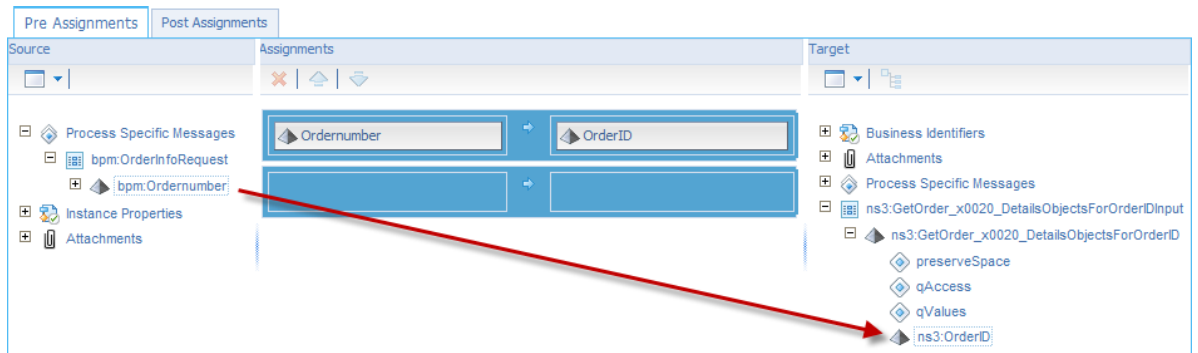 Pre Assignments
Post Assignments
Source
Assignments
Target
Process Specific Messages
bpm:OrderInfoRequest
bpm:Ordernumber
Instance Properties
Attachments
Ordernumber
OrderID
Business Identifiers
Attachments
Process Specific Messages
ns3:GetOrder_x0020_DetailsObjectsForOrderIDInput
ns3:GetOrder_x0020_DetailsObjectsForOrderID
preserveSpace
qAccess
qValues
ns3:OrderID